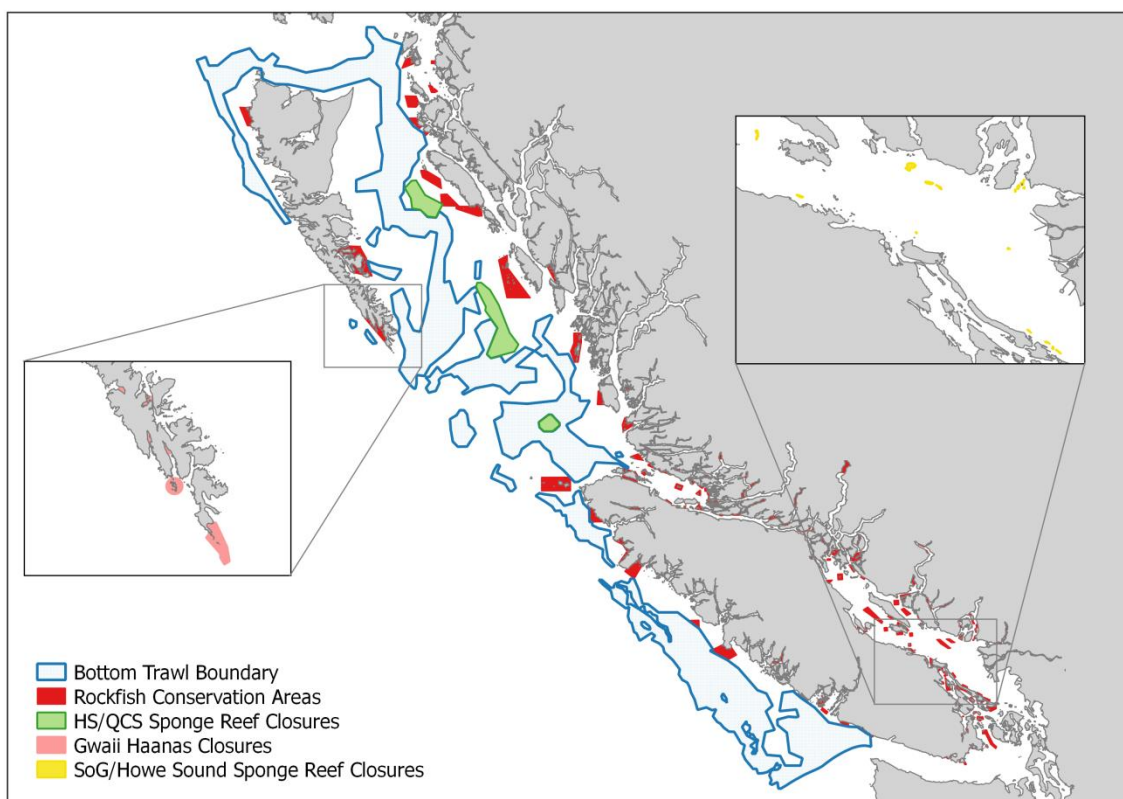 Bottom Trawl Boundary
Rockfish Conservation Areas
HS/QCS Sponge Reef Closures
Gwaii Haanas Closures
SoG/Howe Sound Sponge Reef Closures